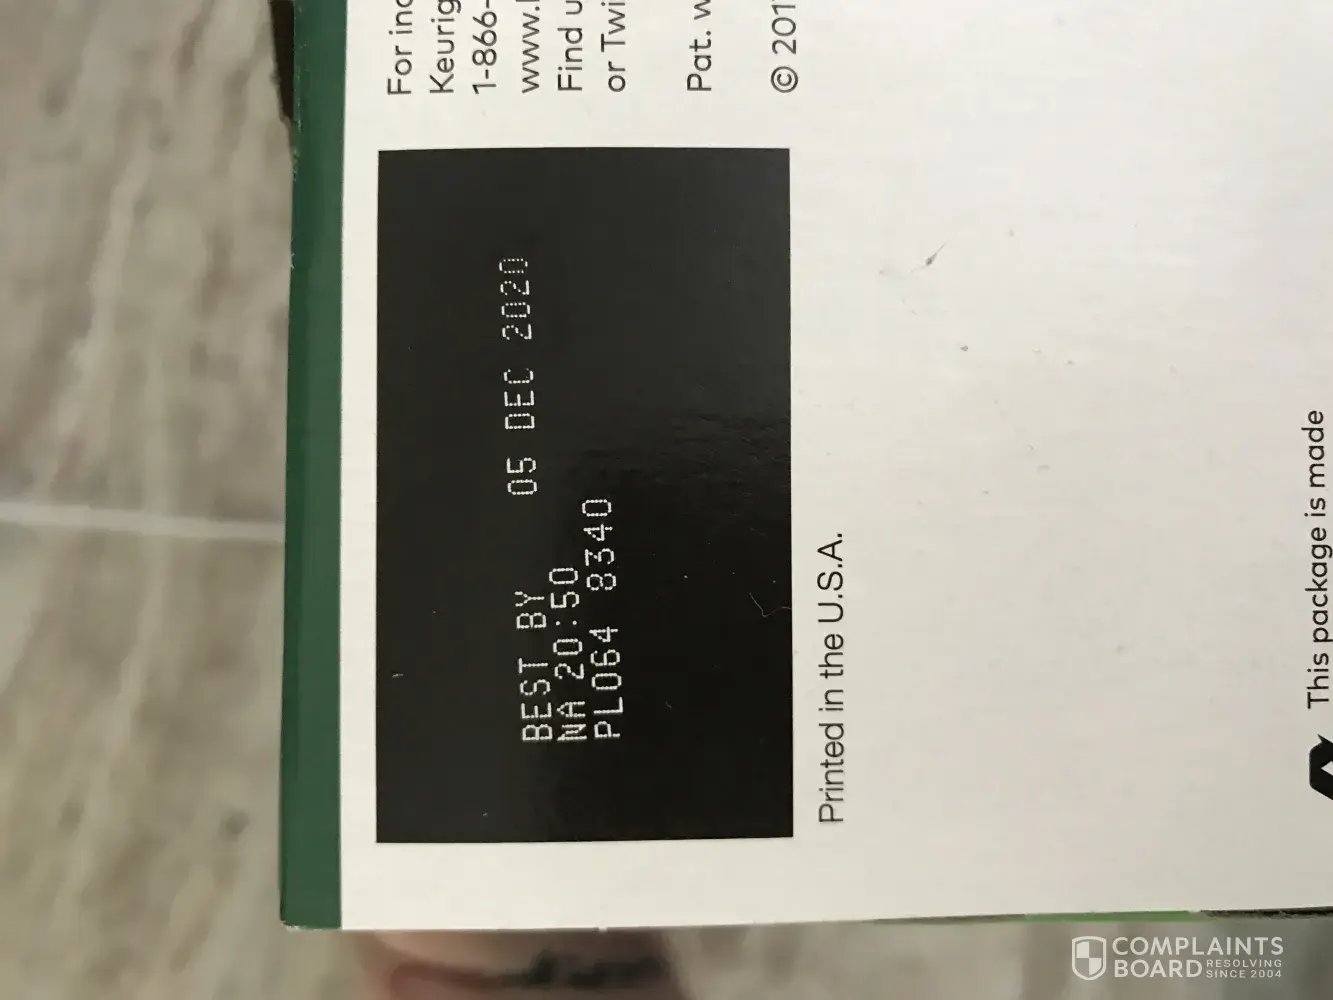 For inc
Keurig
1-866-
www.
Find u
or Twi
Pat. w
© 201
BEST BY 05 DEC 2020
NA 20:50
PL064 8340
Printed in the U.S.A.
This package is made
COMPLAINTS
BOARD RESOLVING
SINCE 2004